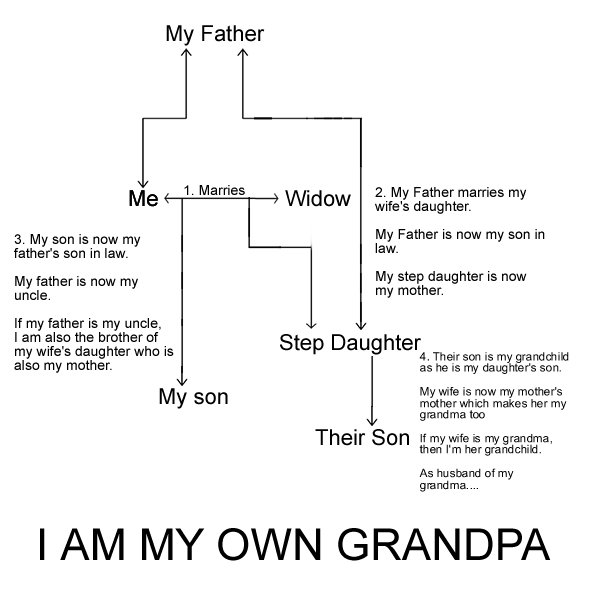 My Father
Me
1. Marries
Widow
2. My Father marries my
wife's daughter.
My Father is now my son in
law.
My step daughter is now
my mother.
3. My son is now my
father's son in law.
My father is now my
uncle.
If my father is my uncle,
I am also the brother of
my wife's daughter who is
also my mother.
Step Daughter
My son
4. Their son is my grandchild
as he is my daughter's son.
My wife is now my mother's
mother which makes her my
grandma too
If my wife is my grandma,
then I'm her grandchild.
As husband of my
grandma....
Their Son
I AM MY OWN GRANDPA